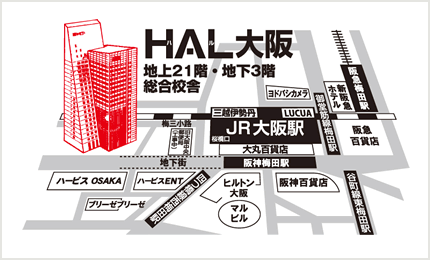 HAL大阪
地上21階・地下3階
総合校舎
ヨドバシカメラ
新阪急ホテル
阪急梅田駅
三越伊勢丹
LUCUA
御堂筋線梅田駅
梅三小路
桜橋口
JR大阪駅
阪急百貨店
大丸百貨店
地下街
阪神梅田駅
ハービス OSAKA
ハービスENT
ヒルトン大阪
阪神百貨店
谷町線東梅田駅
ブリーゼブリーゼ
マルビル